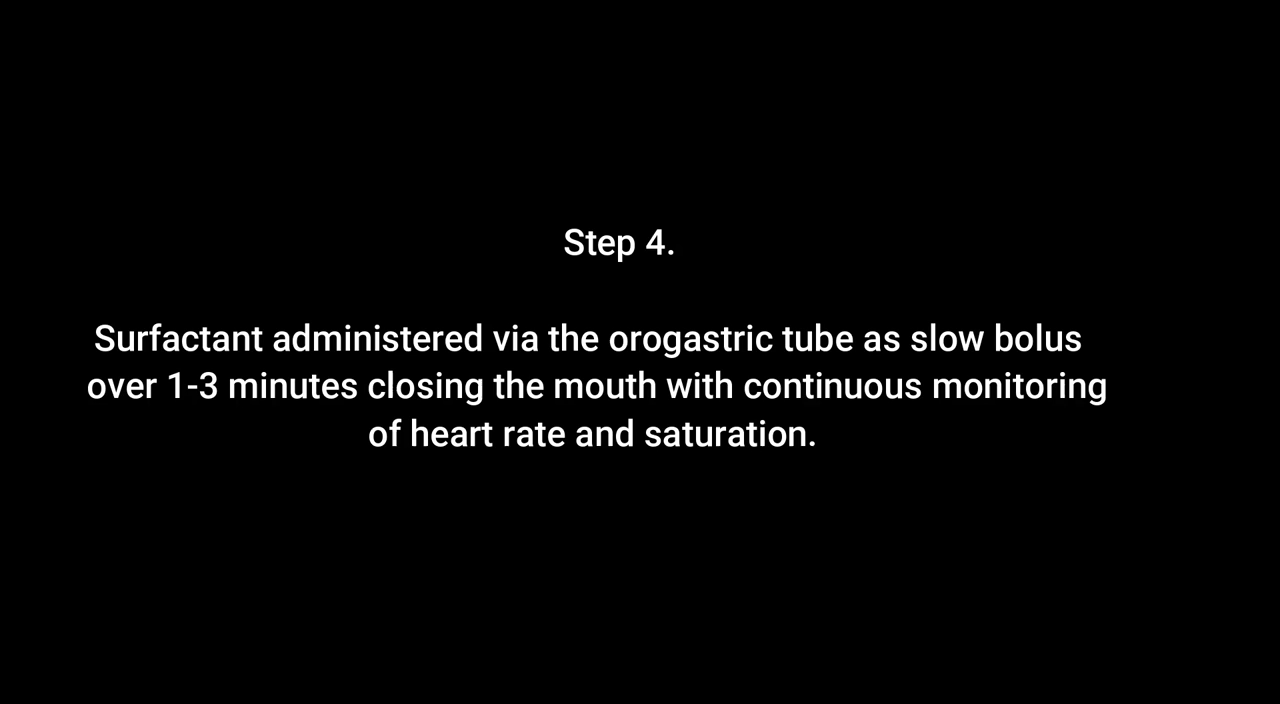 Step 4.
Surfactant administered via the orogastric tube as slow bolus
over 1-3 minutes closing the mouth with continuous monitoring
of heart rate and saturation.